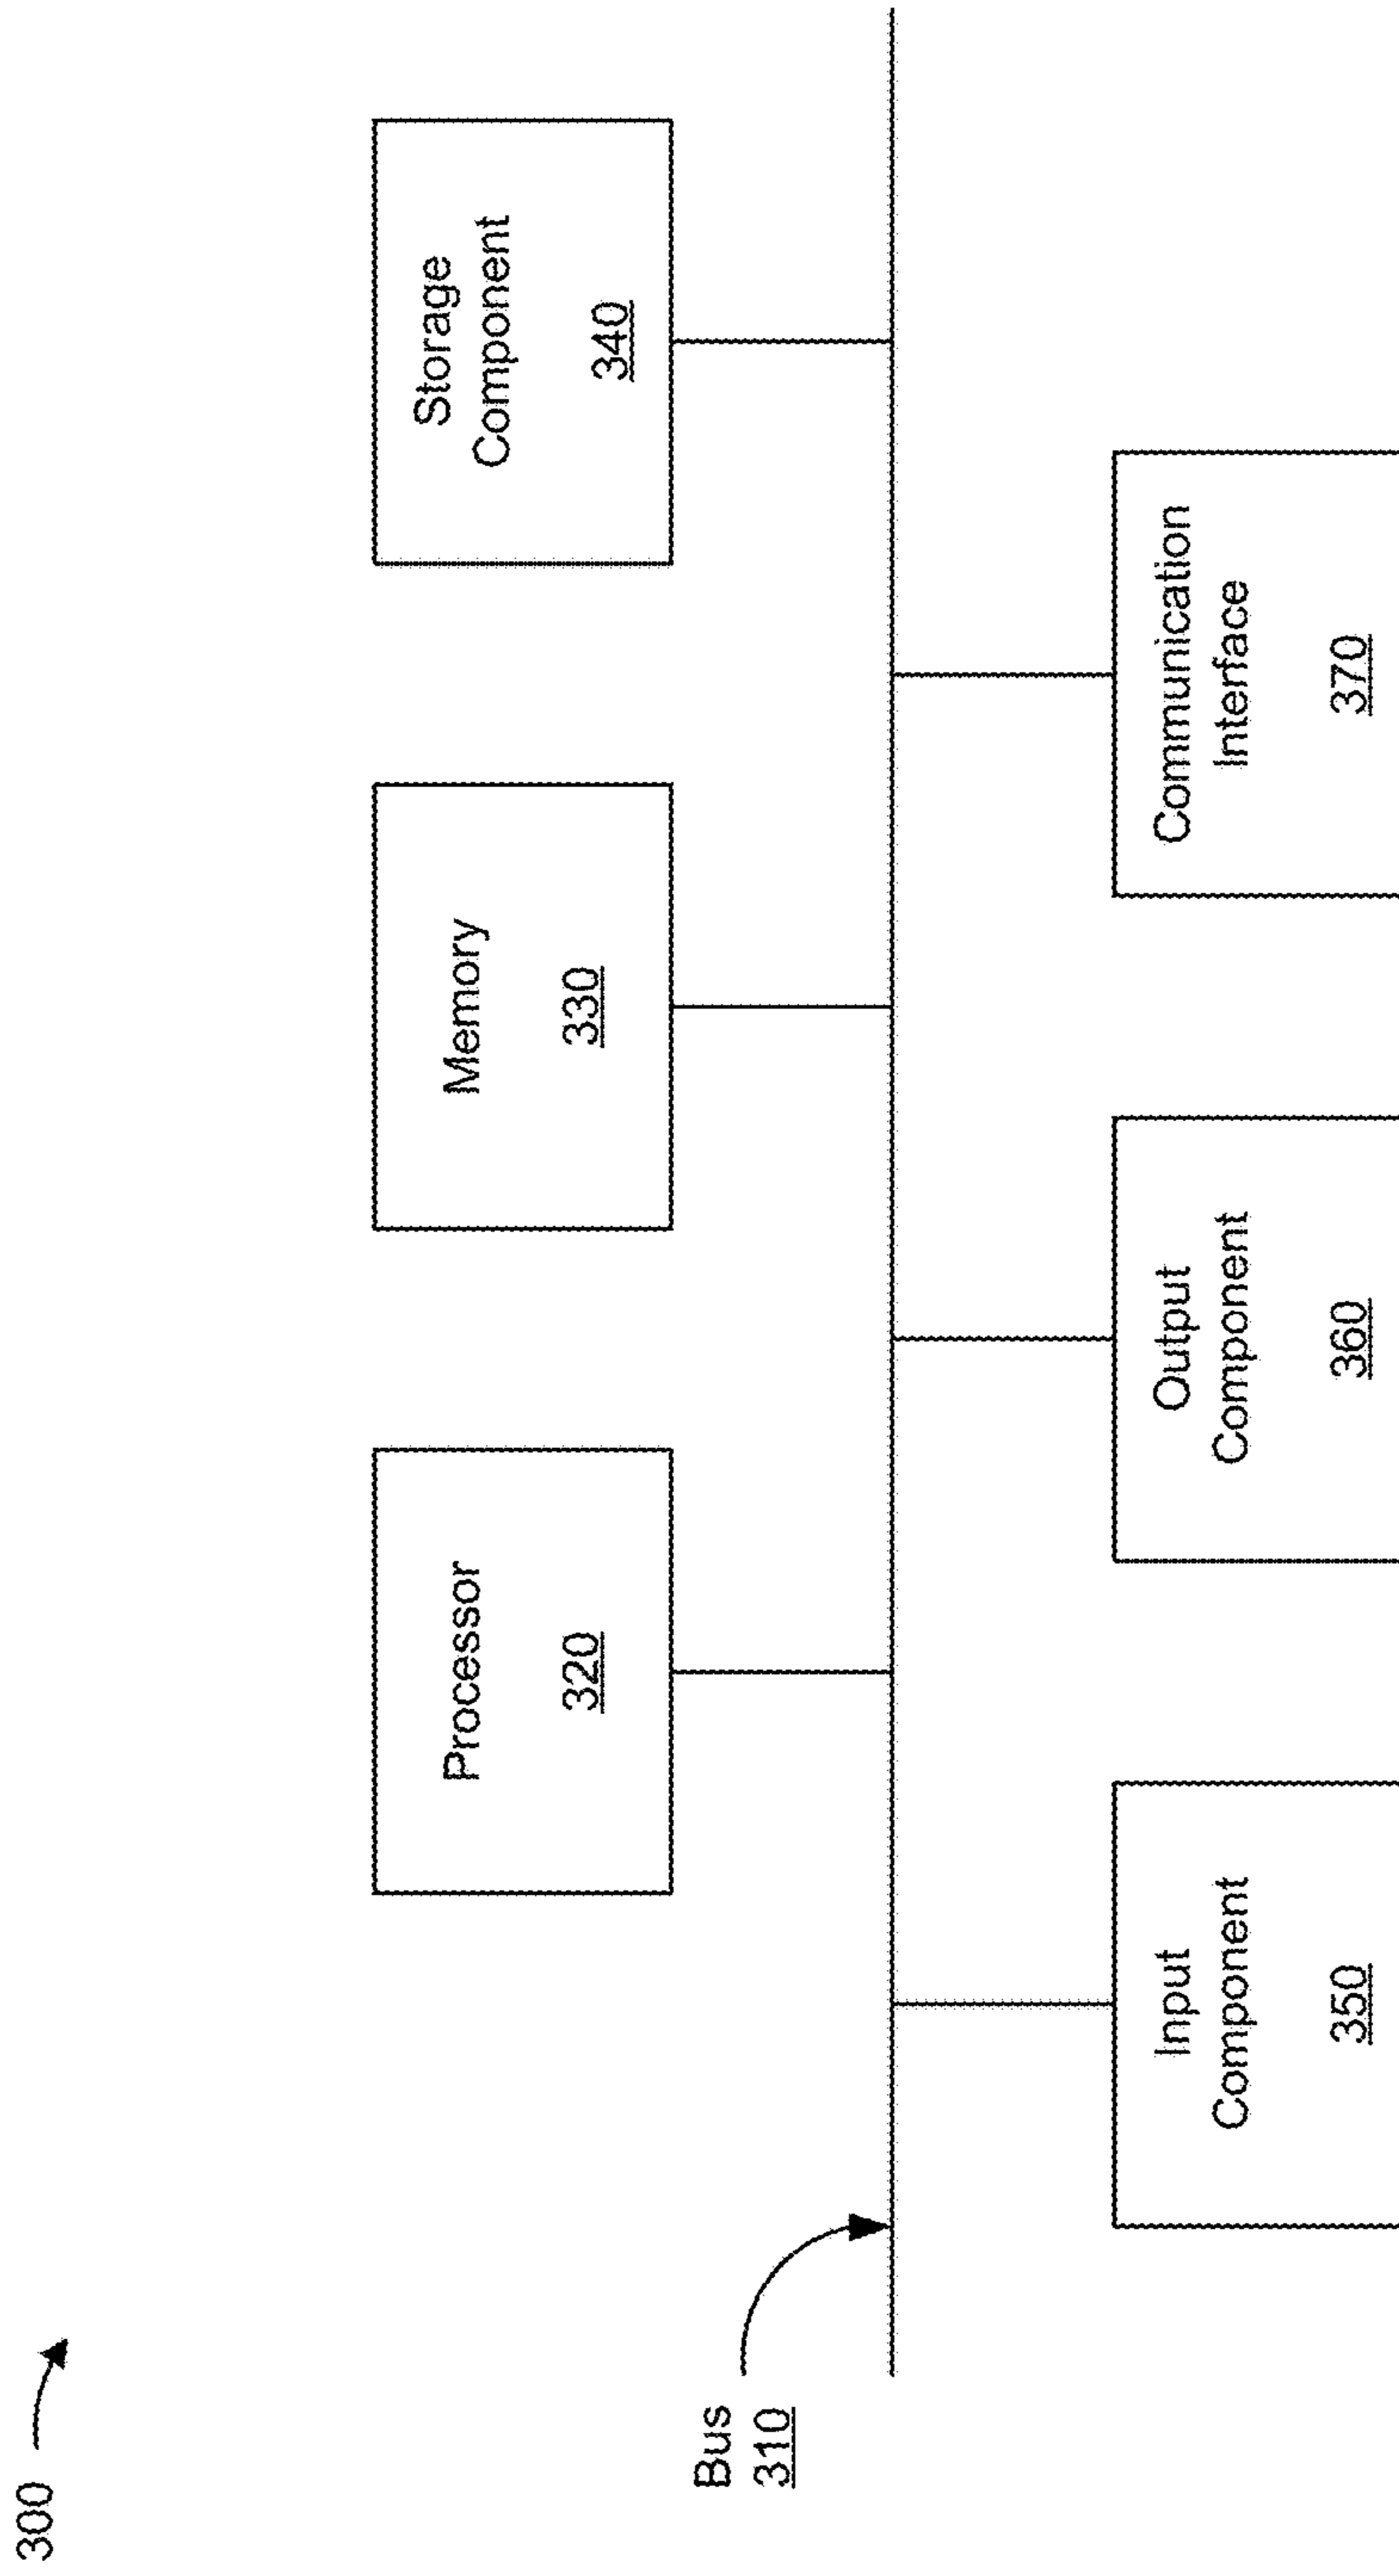 300
Processor
320
Memory
330
Storage
Component
340
Bus
310
Input
Component
350
Output
Component
360
Communication
Interface
370